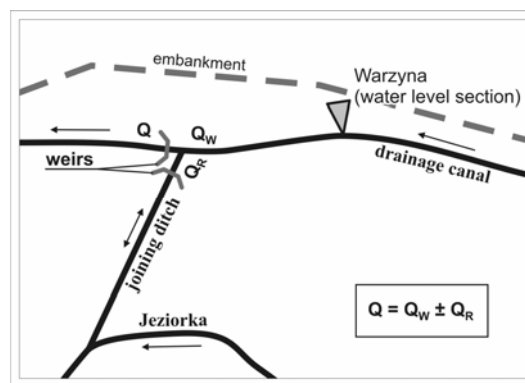 embankment
Warzyna
(water level section)
Q
Q_W
drainage canal
weirs
Q_R
joining ditch
Jeziorka
Q = Q_W ± Q_R